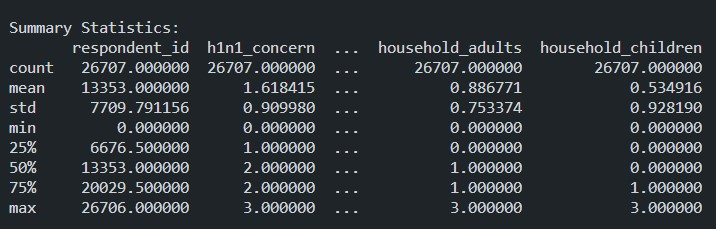 Summary Statistics:
respondent_id h1n1_concern ... household_adults household_children
count 26707.000000 26707.000000 ... 26707.000000 26707.000000
mean 13353.000000 1.618415 ... 0.886771 0.534916
std 7709.791156 0.909980 ... 0.753374 0.928190
min 0.000000 0.000000 ... 0.000000 0.000000
25% 6676.500000 1.000000 ... 0.000000 0.000000
50% 13353.000000 2.000000 ... 1.000000 0.000000
75% 20029.500000 2.000000 ... 1.000000 1.000000
max 26706.000000 3.000000 ... 3.000000 3.000000